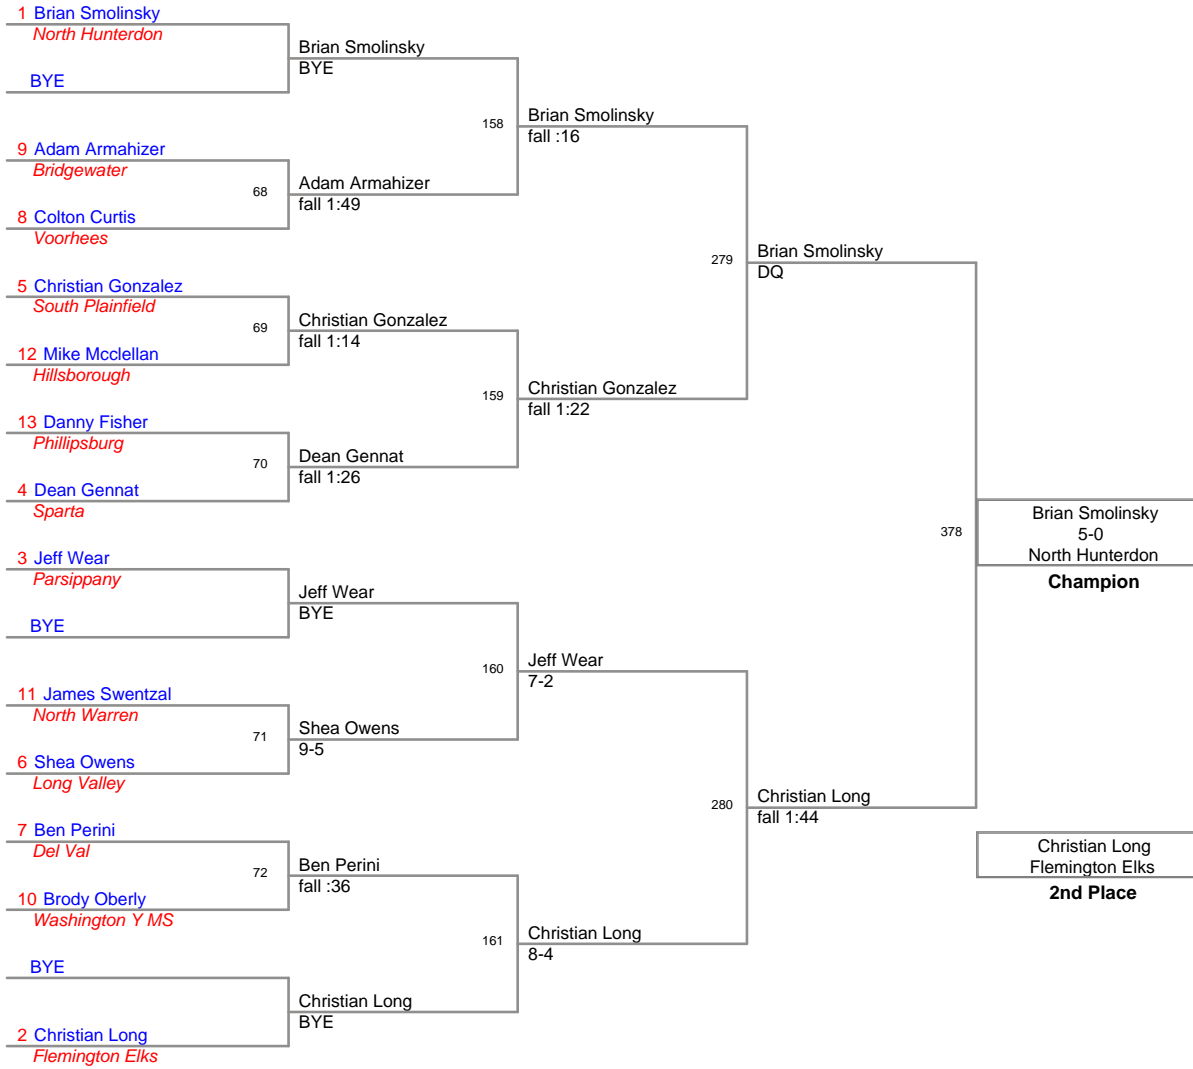 1 Brian Smolinsky
North Hunterdon
BYE
9 Adam Armahizer
Bridgewater
8 Colton Curtis
Voorhees
5 Christian Gonzalez
South Plainfield
12 Mike Mcclellan
Hillsborough
13 Danny Fisher
Phillipsburg
4 Dean Gennat
Sparta
3 Jeff Wear
Parsippany
BYE
11 James Swentzal
North Warren
6 Shea Owens
Long Valley
7 Ben Perini
Del Val
10 Brody Oberly
Washington Y MS
BYE
2 Christian Long
Flemington Elks
Brian Smolinsky
BYE
68
Adam Armahizer
fall 1:49
69
Christian Gonzalez
fall 1:14
70
Dean Gennat
fall 1:26
Jeff Wear
BYE
71
Shea Owens
9-5
72
Ben Perini
fall :36
Christian Long
BYE
158
Brian Smolinsky
fall :16
159
Christian Gonzalez
fall 1:22
160
Jeff Wear
7-2
161
Christian Long
8-4
279
Brian Smolinsky
DQ
280
Christian Long
fall 1:44
378
Brian Smolinsky
5-0
North Hunterdon
Champion
Christian Long
Flemington Elks
2nd Place